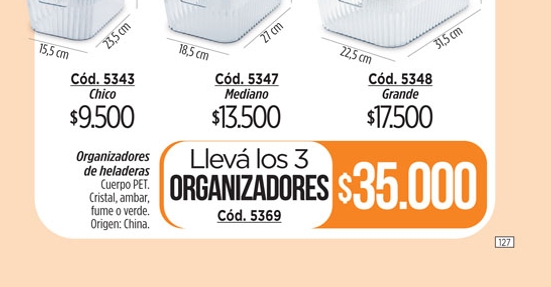 15,5 cm
23,5 cm
18,5 cm
27 cm
22,5 cm
31,5 cm
Cód. 5343
Chico
$9.500
Cód. 5347
Mediano
$13.500
Cód. 5348
Grande
$17.500
Organizadores
de heladeras
Cuerpo PET.
Cristal, ambar,
fume o verde.
Origen: China.
Llevá los 3
ORGANIZADORES
Cód. 5369
$35.000
127